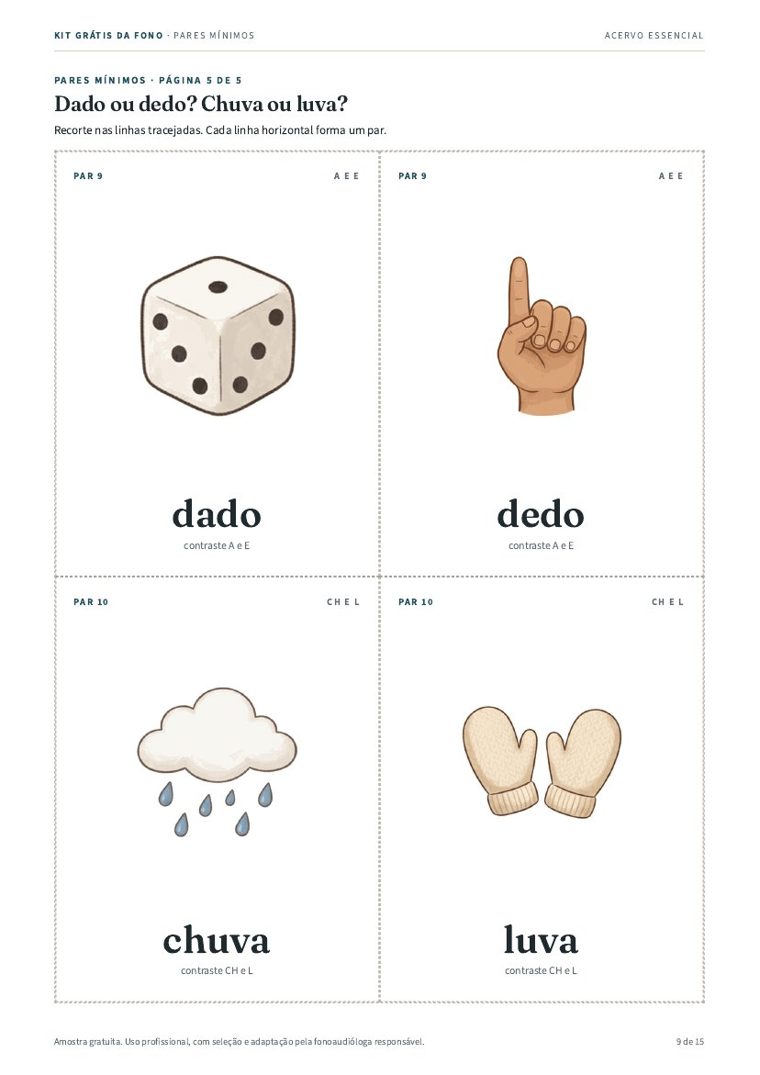 KIT GRÁTIS DA FONO · PARES MÍNIMOS
ACERVO ESSENCIAL
PARES MÍNIMOS · PÁGINA 5 DE 5
Dado ou dedo? Chuva ou luva?
Recorte nas linhas tracejadas. Cada linha horizontal forma um par.
PAR 9
A E E
PAR 9
A E E
dado
contraste A e E
dedo
contraste A e E
PAR 10
CH E L
PAR 10
CH E L
chuva
contraste CH e L
luva
contraste CH e L
Amostra gratuita. Uso profissional, com seleção e adaptação pela fonoaudióloga responsável.
9 de 15